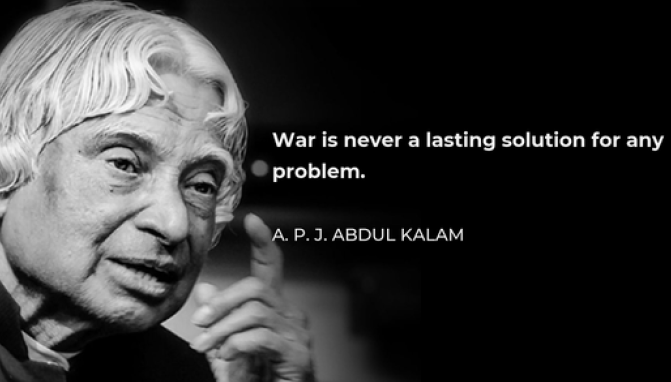 War is never a lasting solution for any
problem.
A. P. J. ABDUL KALAM